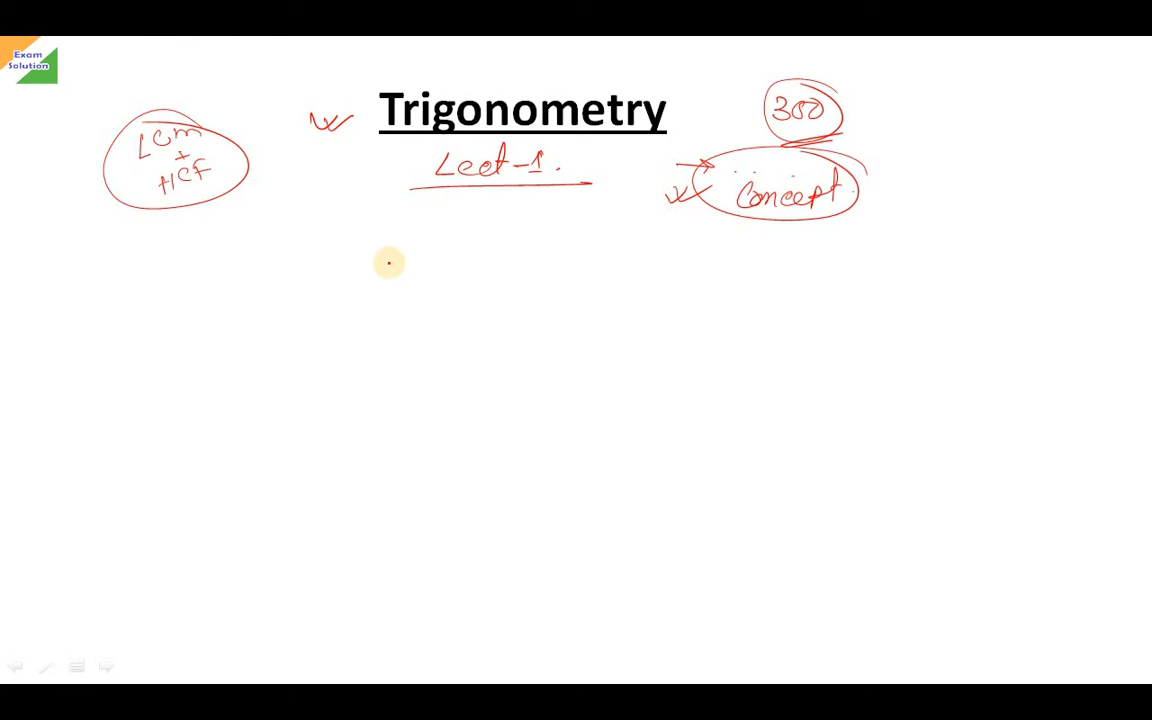 Exam
Solution
Trigonometry
Lect-1.
LCM
+
HCF
300
Concept